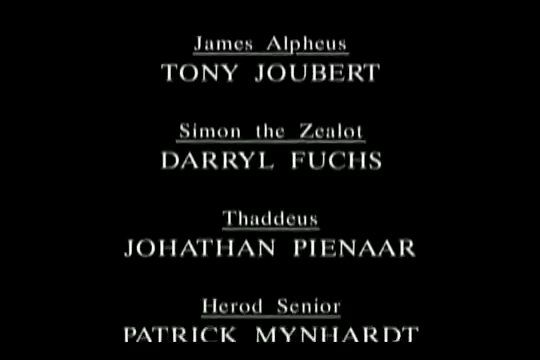 James Alpheus
TONY JOUBERT
Simon the Zealot
DARRYL FUCHS
Thaddeus
JOHATHAN PIENAAR
Herod Senior
PATRICK MYNHARDT